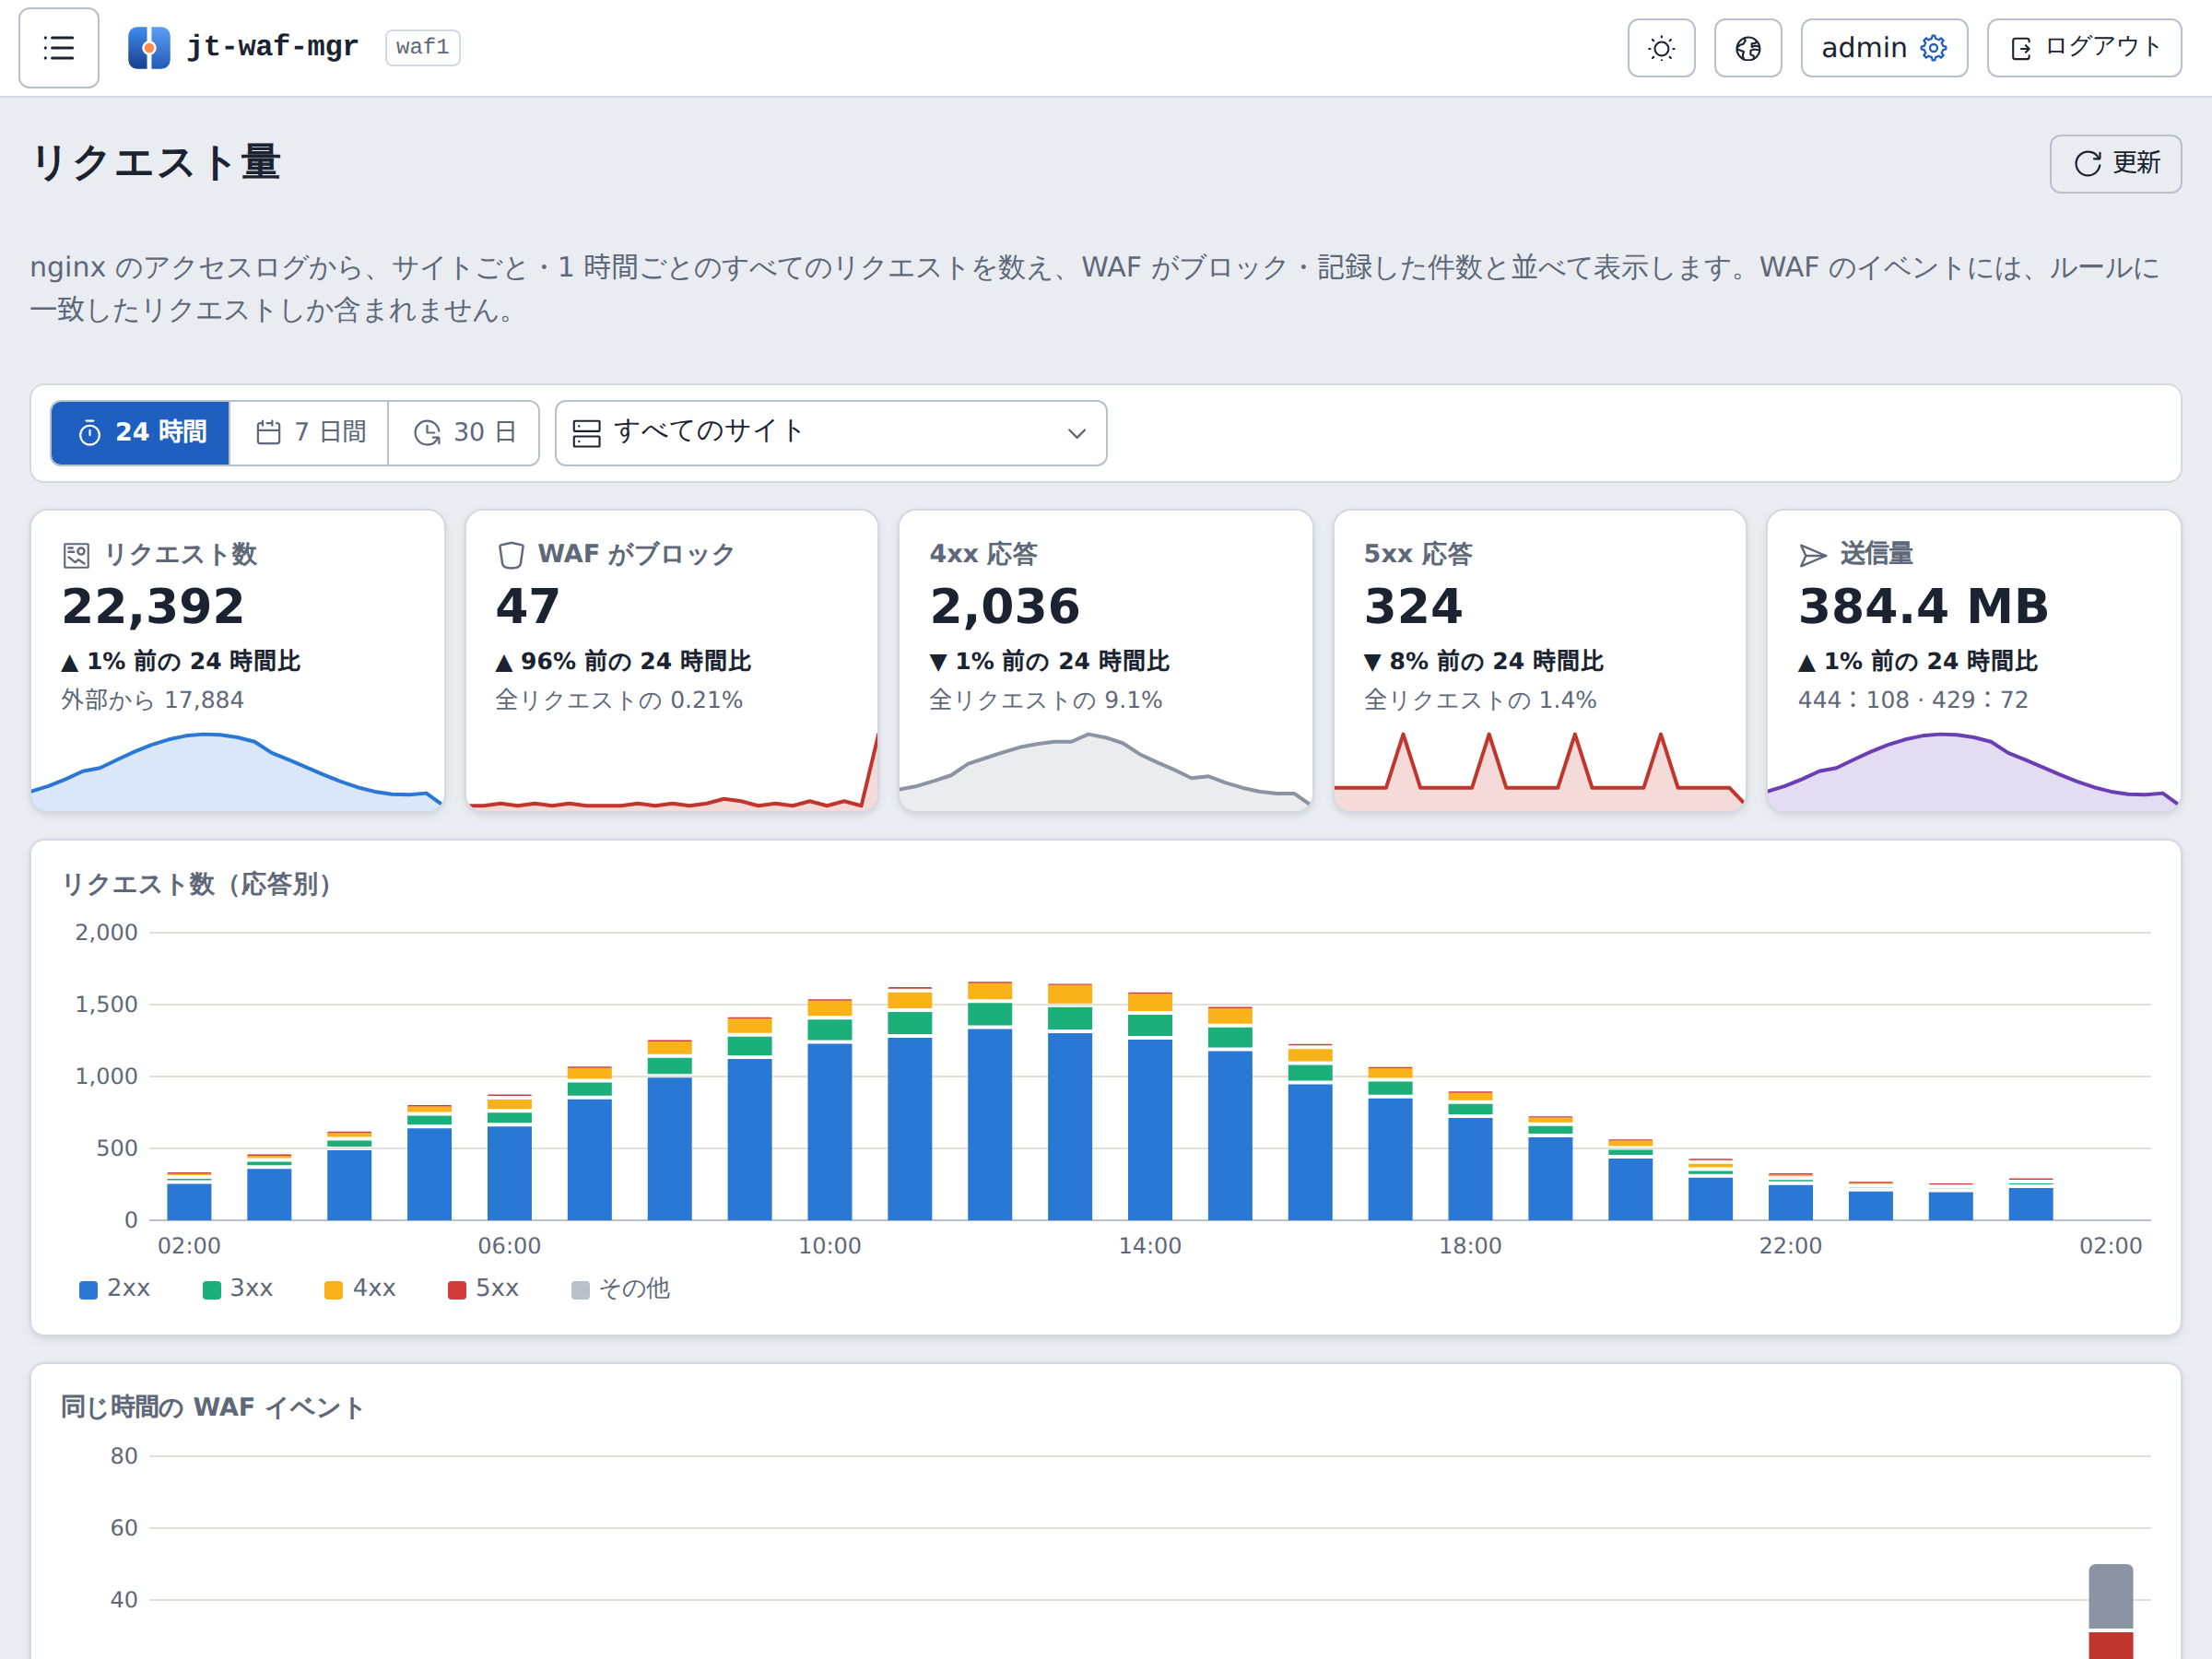 jt-waf-mgr waf1 admin ログアウト
リクエスト量 更新
nginx のアクセスログから、サイトごと・1 時間ごとのすべてのリクエストを数え、WAF がブロック・記録した件数と並べて表示します。WAF のイベントには、ルールに
一致したリクエストしか含まれません。
24 時間 7 日間 30 日 すべてのサイト
リクエスト数 WAF がブロック 4xx 応答 5xx 応答 送信量
22,392 47 2,036 324 384.4 MB
▲ 1% 前の 24 時間比 ▲ 96% 前の 24 時間比 ▼ 1% 前の 24 時間比 ▼ 8% 前の 24 時間比 ▲ 1% 前の 24 時間比
外部から 17,884 全リクエストの 0.21% 全リクエストの 9.1% 全リクエストの 1.4% 444：108 · 429：72
リクエスト数（応答別）
2,000
1,500
1,000
500
0
02:00 06:00 10:00 14:00 18:00 22:00 02:00
2xx 3xx 4xx 5xx その他
同じ時間の WAF イベント
80
60
40